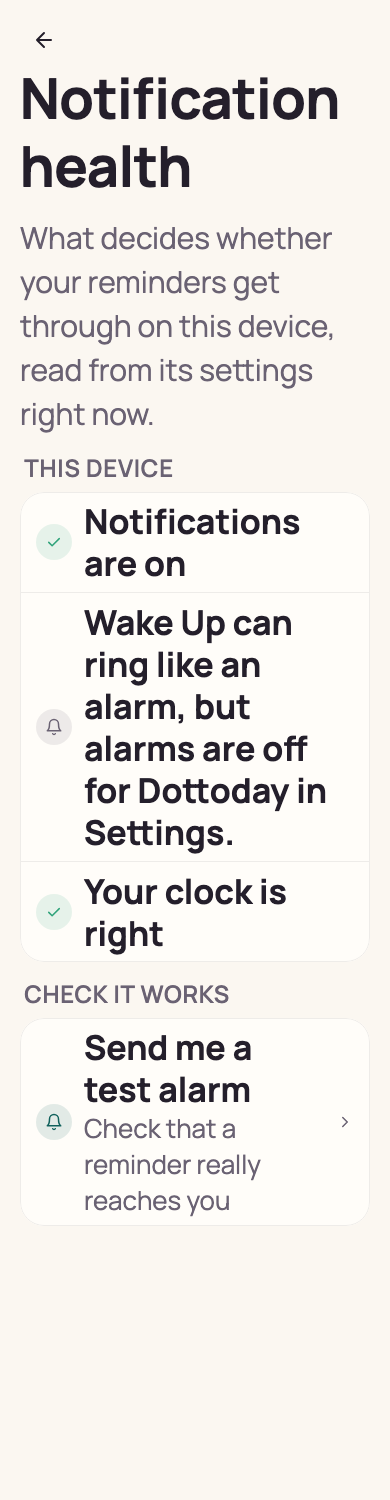 Notification
health
What decides whether
your reminders get
through on this device,
read from its settings
right now.
THIS DEVICE
Notifications
are on
Wake Up can
ring like an
alarm, but
alarms are off
for Dottoday in
Settings.
Your clock is
right
CHECK IT WORKS
Send me a
test alarm
Check that a
reminder really
reaches you